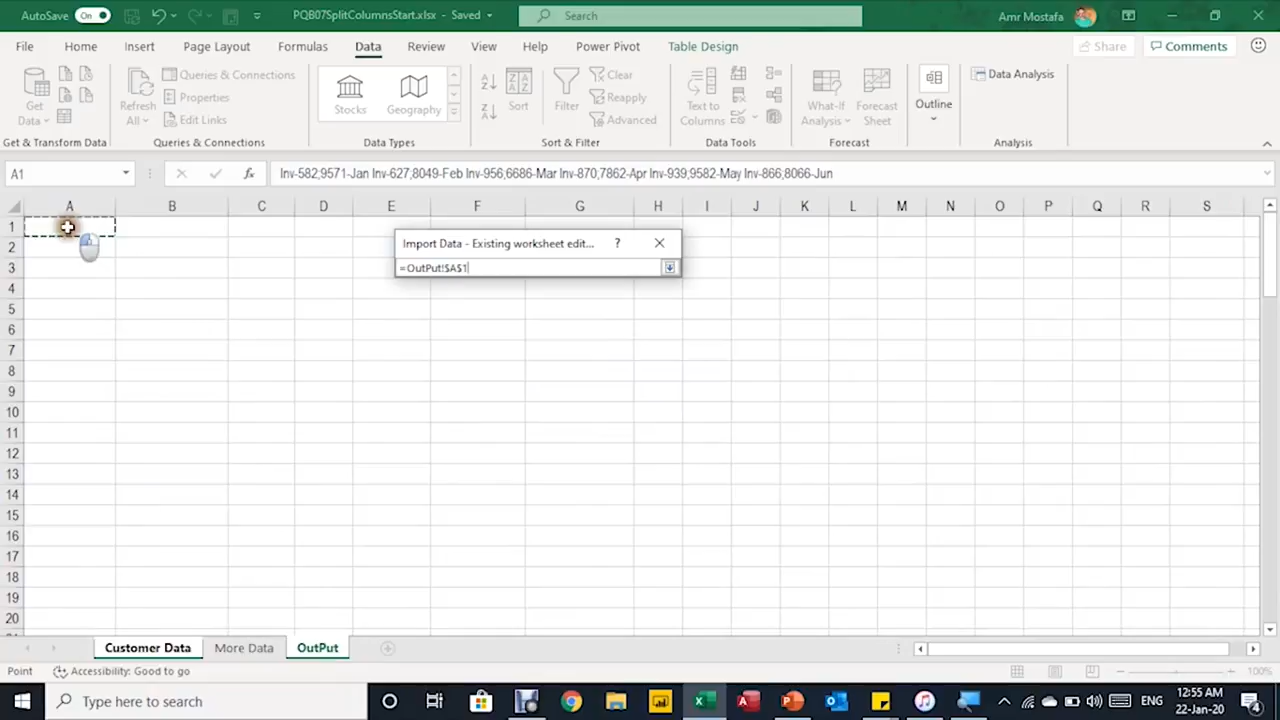 AutoSave On PQB07SplitColumnsStart.xlsx - Saved Search Amr Mostafa
File Home Insert Page Layout Formulas Data Review View Help Power Pivot Table Design Share Comments
Get Data Refresh All Queries & Connections Properties Edit Links Stocks Geography Sort Filter Clear Reapply Advanced Text to Columns What-If Analysis Forecast Sheet Outline Data Analysis
Get & Transform Data Queries & Connections Data Types Sort & Filter Data Tools Forecast Analysis
A1 fx Inv-582,9571-Jan Inv-627,8049-Feb Inv-956,6686-Mar Inv-870,7862-Apr Inv-939,9582-May Inv-866,8066-Jun
A B C D E F G H I J K L M N O P Q R S
1
2
3
4
5
6
7
8
9
10
11
12
13
14
15
16
17
18
19
20
Import Data - Existing worksheet edit... ?
=OutPut!$A$1
Customer Data More Data OutPut
Point Accessibility: Good to go 100%
Type here to search ENG 12:55 AM
22-Jan-20 4